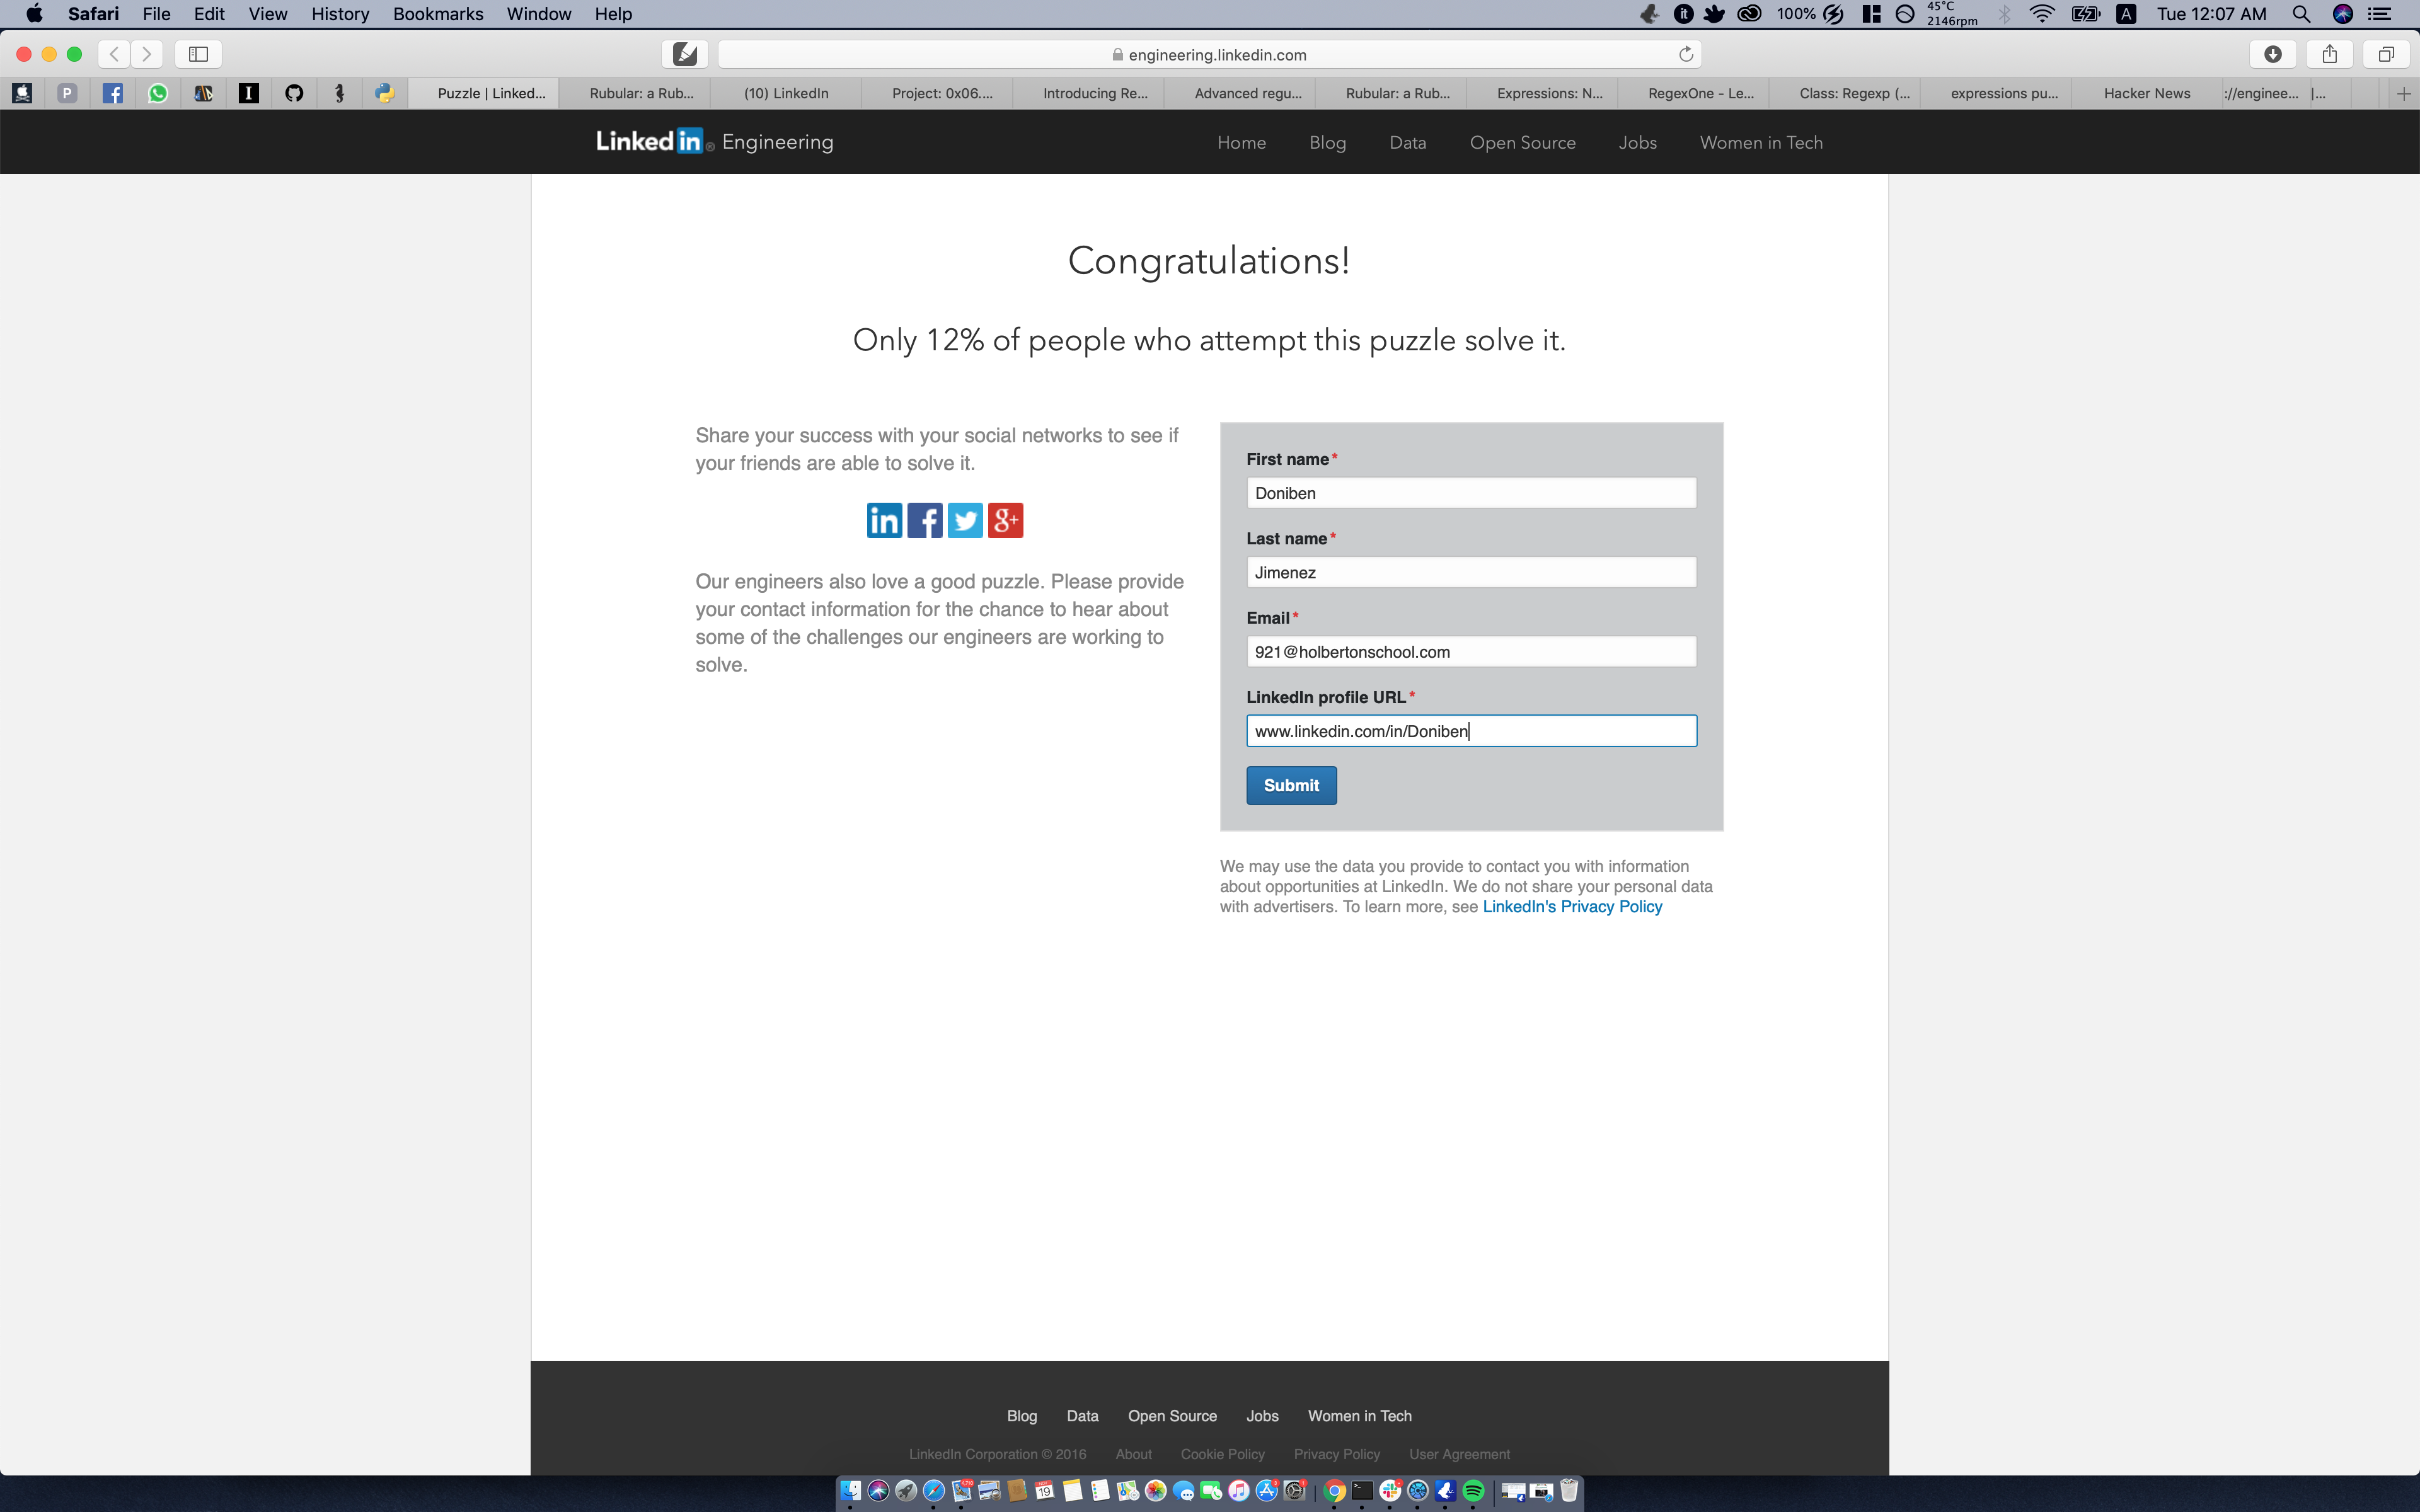 Safari File Edit View History Bookmarks Window Help 100% 45°C 2146rpm A Tue 12:07 AM
engineering.linkedin.com
P I Puzzle | Linked... Rubular: a Rub... (10) LinkedIn Project: 0x06.... Introducing Re... Advanced regu... Rubular: a Rub... Expressions: N... RegexOne - Le... Class: Regexp (... expressions pu... Hacker News ://enginee... |...
Linked in ® Engineering Home Blog Data Open Source Jobs Women in Tech
Congratulations!
Only 12% of people who attempt this puzzle solve it.
Share your success with your social networks to see if
your friends are able to solve it.
in f g+
Our engineers also love a good puzzle. Please provide
your contact information for the chance to hear about
some of the challenges our engineers are working to
solve.
First name*
Doniben
Last name*
Jimenez
Email*
921@holbertonschool.com
LinkedIn profile URL*
www.linkedin.com/in/Doniben
Submit
We may use the data you provide to contact you with information
about opportunities at LinkedIn. We do not share your personal data
with advertisers. To learn more, see LinkedIn's Privacy Policy
Blog Data Open Source Jobs Women in Tech
LinkedIn Corporation © 2016 About Cookie Policy Privacy Policy User Agreement
19